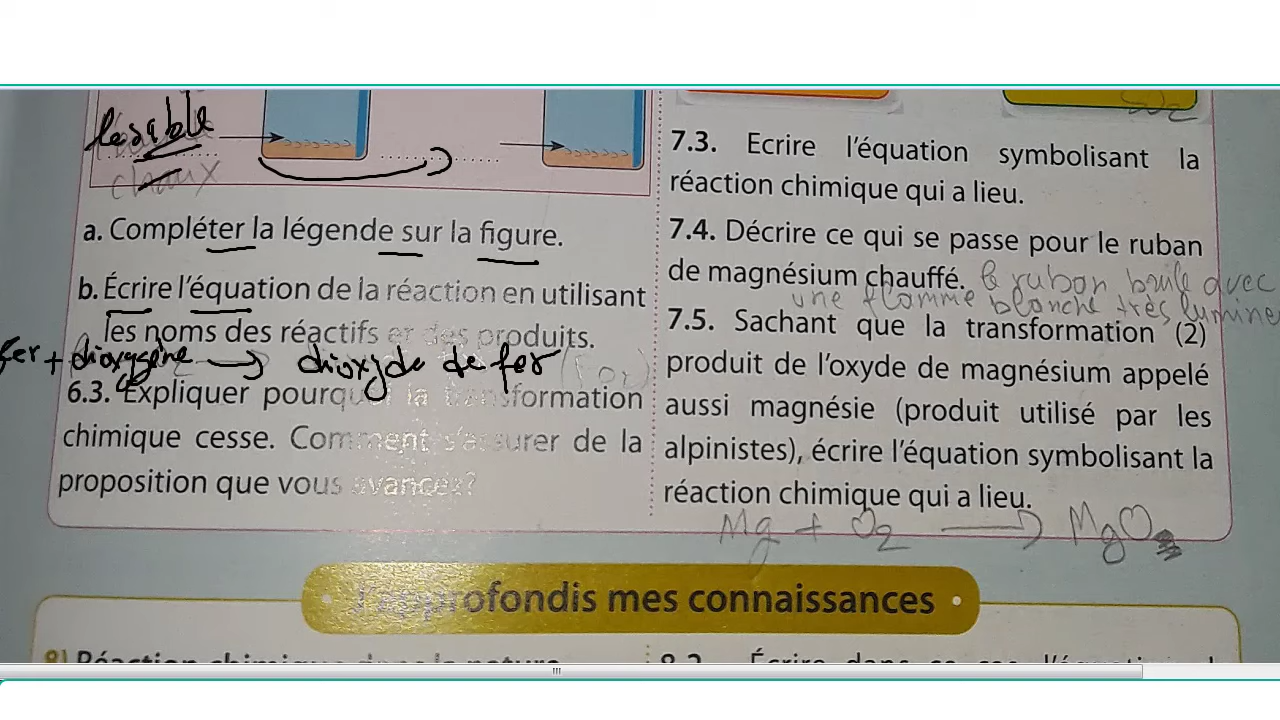 le sable
chaux
a. Compléter la légende sur la figure.
b. Écrire l'équation de la réaction en utilisant
les noms des réactifs et des produits.
fer + dioxygène → dioxyde de fer
6.3. Expliquer pourquoi la transformation
chimique cesse. Comment s'assurer de la
proposition que vous avancez?
7.3. Ecrire l'équation symbolisant la
réaction chimique qui a lieu.
7.4. Décrire ce qui se passe pour le ruban
de magnésium chauffé. le ruban brûle avec
une flamme blanche très
7.5. Sachant que la transformation (2)
produit de l'oxyde de magnésium appelé
aussi magnésie (produit utilisé par les
alpinistes), écrire l'équation symbolisant la
réaction chimique qui a lieu.
Mg + O2 → MgO
J'approfondis mes connaissances